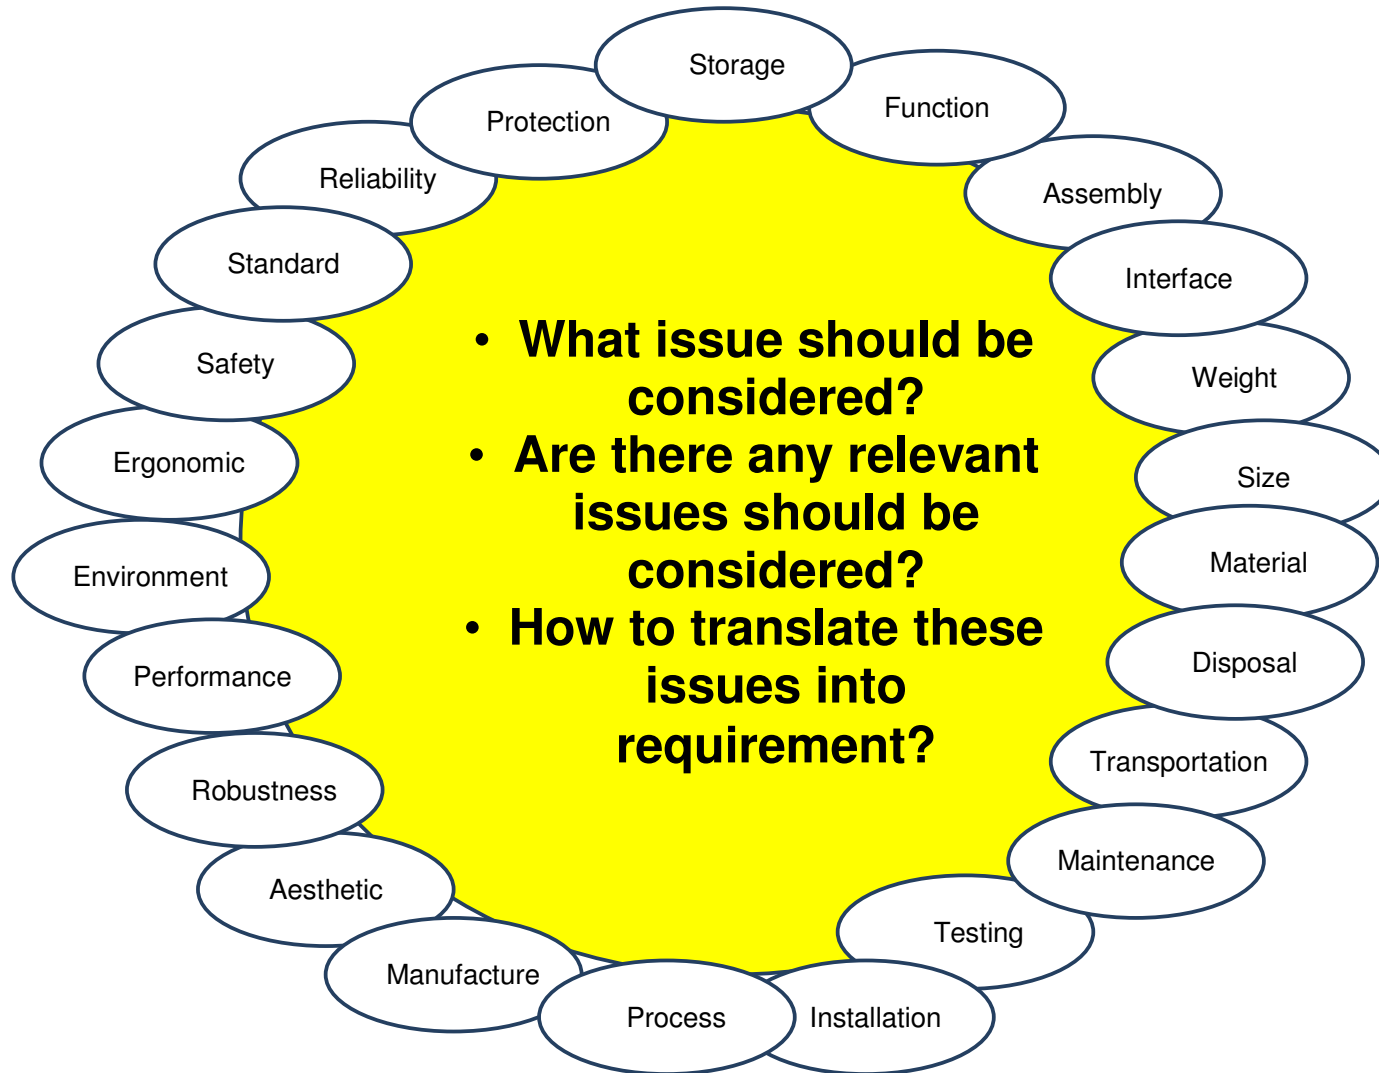 Storage
Function
Protection
Reliability
Assembly
Standard
Interface
Safety
Weight
Ergonomic
Size
Environment
Material
Performance
Disposal
Robustness
Transportation
Aesthetic
Maintenance
Manufacture
Testing
Process
Installation
• What issue should be
considered?
• Are there any relevant
issues should be
considered?
• How to translate these
issues into
requirement?